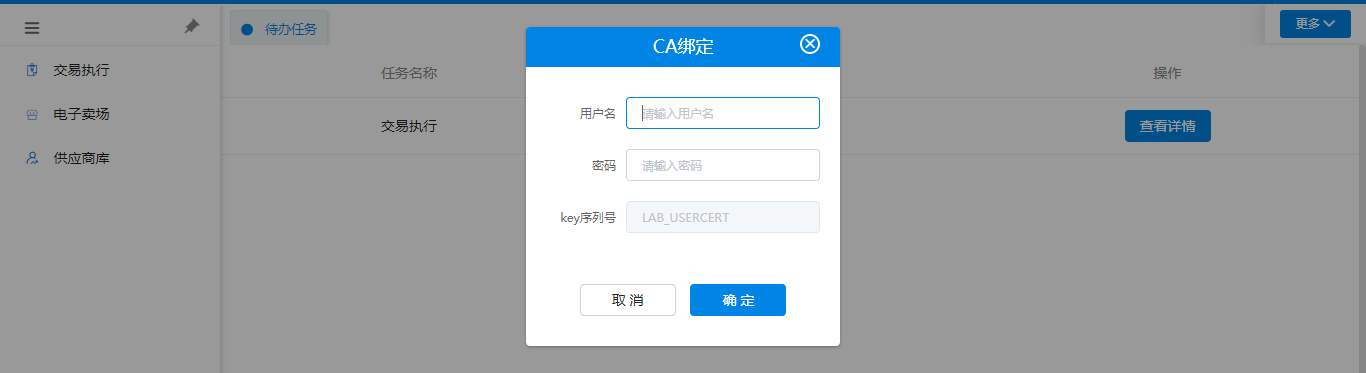 更多
待办任务
交易执行
电子卖场
供应商库
任务名称
操作
交易执行
查看详情
CA绑定
用户名
请输入用户名
密码
请输入密码
key序列号
LAB_USERCERT
取 消
确 定